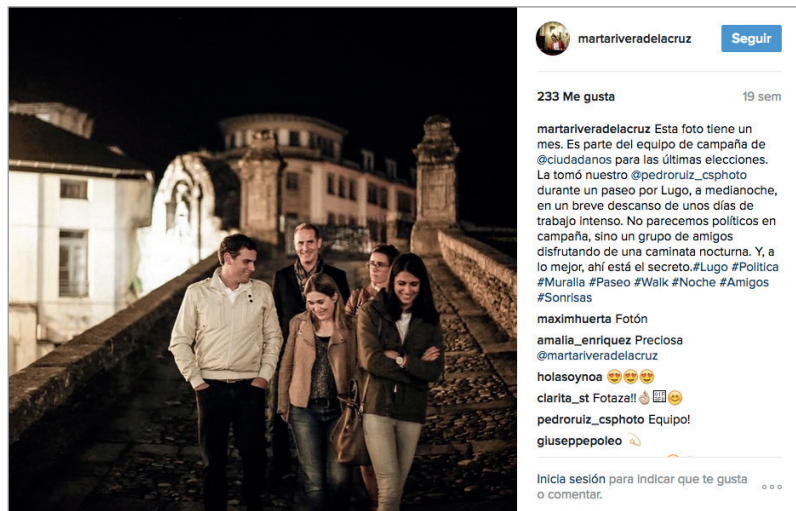 martariveradelacruz
Seguir
233 Me gusta
19 sem
martariveradelacruz Esta foto tiene un
mes. Es parte del equipo de campaña de
@ciudadanos para las últimas elecciones.
La tomó nuestro @pedroruiz_csphoto
durante un paseo por Lugo, a medianoche,
en un breve descanso de unos días de
trabajo intenso. No parecemos políticos en
campaña, sino un grupo de amigos
disfrutando de una caminata nocturna. Y, a
lo mejor, ahí está el secreto.#Lugo #Politica
#Muralla #Paseo #Walk #Noche #Amigos
#Sonrisas
maximhuerta Fotón
amalia_enriquez Preciosa
@martariveradelacruz
holasoynoa 😍😍😍
clarita_st Fotaza!!👌🏻😊
pedroruiz_csphoto Equipo!
giuseppepoleo 💫
Inicia sesión para indicar que te gusta
o comentar.